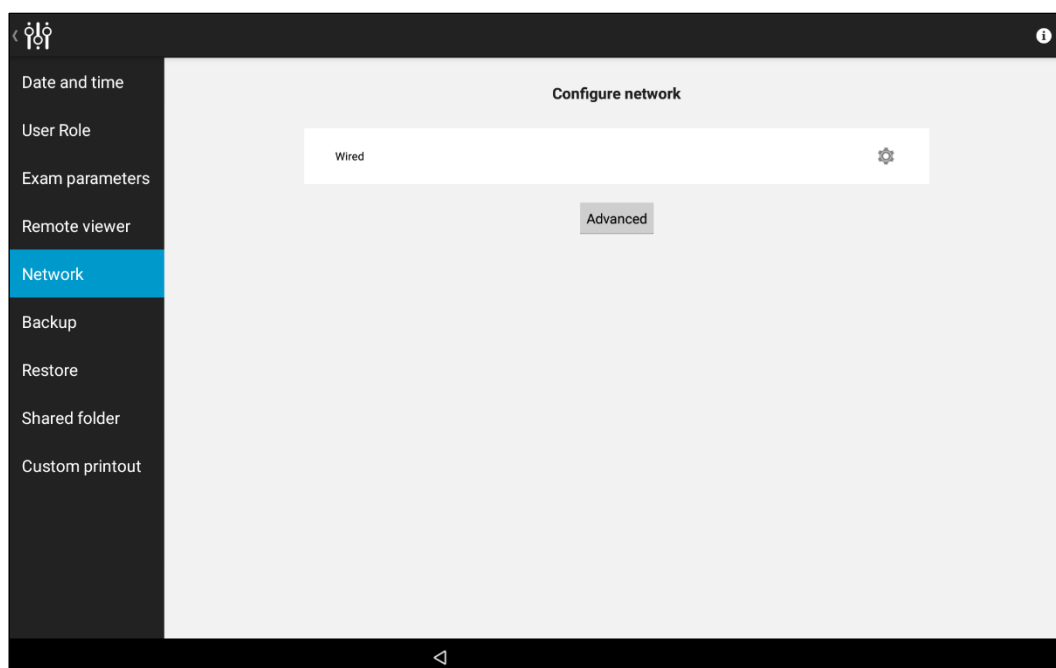 Date and time
User Role
Exam parameters
Remote viewer
Network
Backup
Restore
Shared folder
Custom printout
Configure network
Wired
Advanced